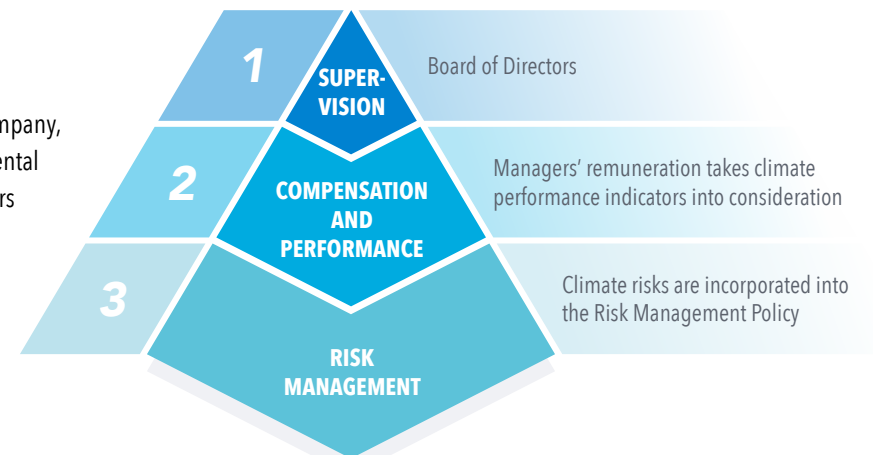 mpany,
ental
rs
1
SUPER-
VISION
Board of Directors
2
COMPENSATION
AND
PERFORMANCE
Managers’ remuneration takes climate
performance indicators into consideration
3
RISK
MANAGEMENT
Climate risks are incorporated into
the Risk Management Policy